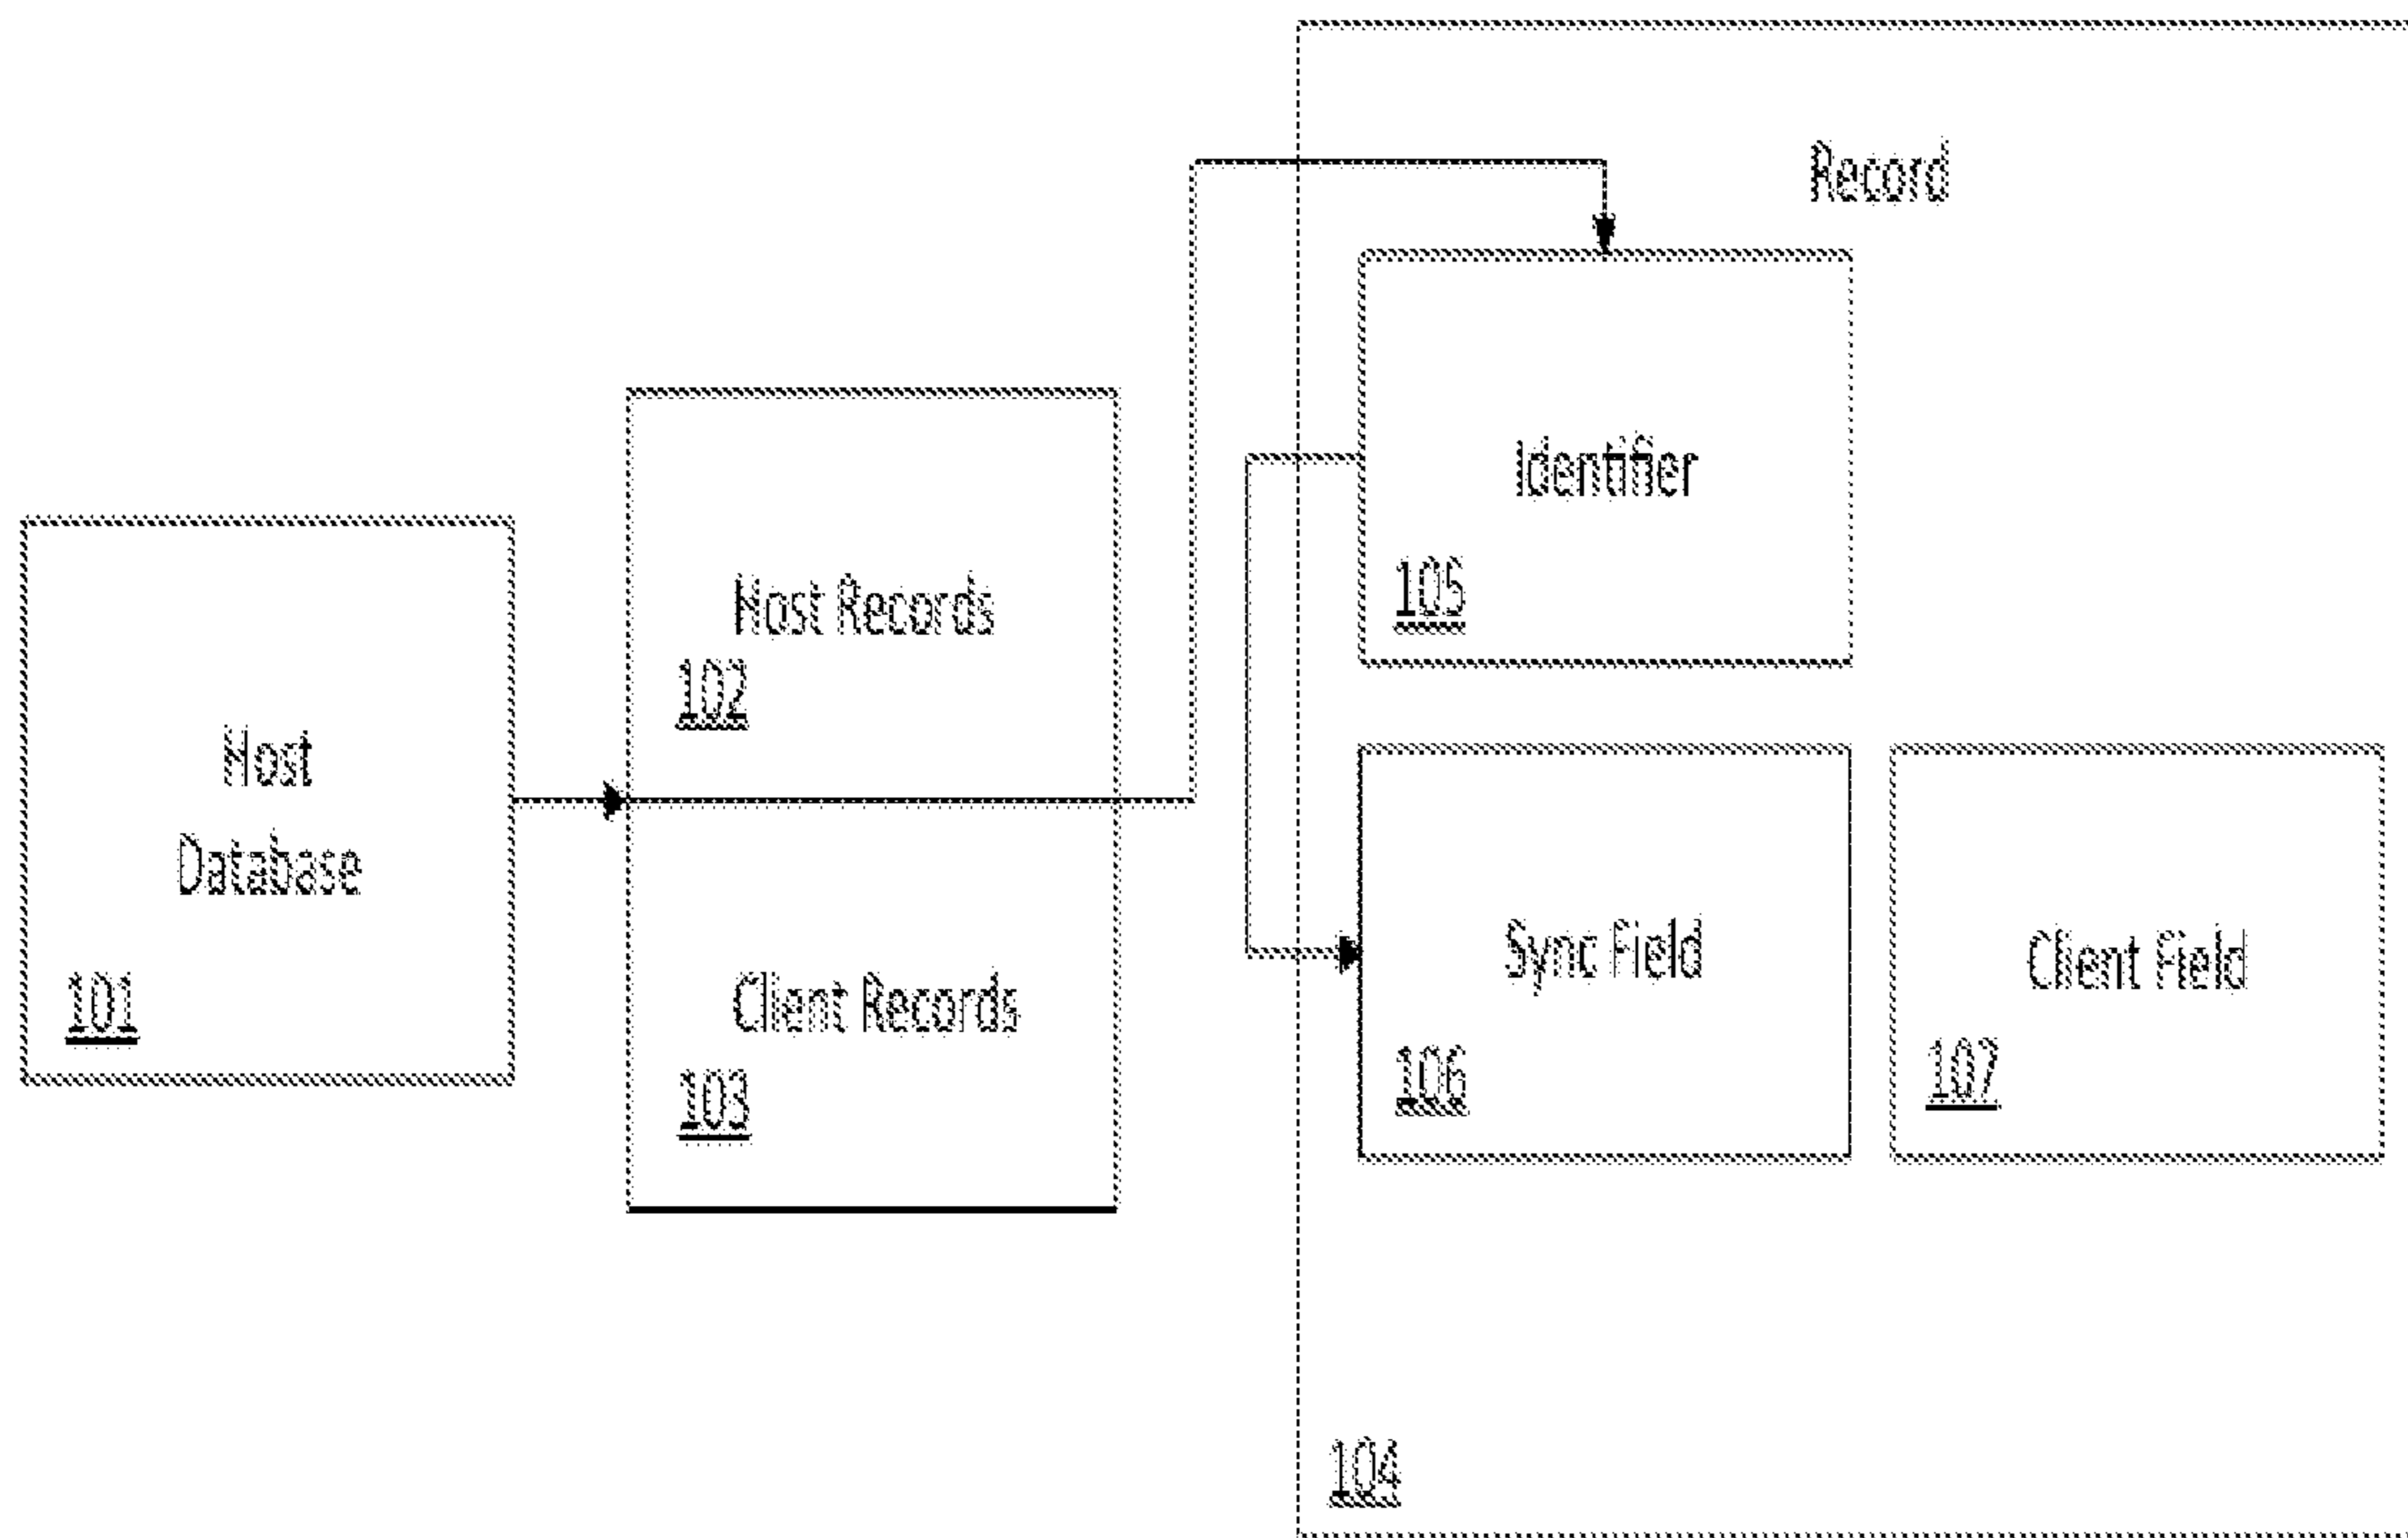 Record
Identifier
105
Host Records
102
Host
Database
101
Client Records
103
Sync Field
106
Client Field
107
104